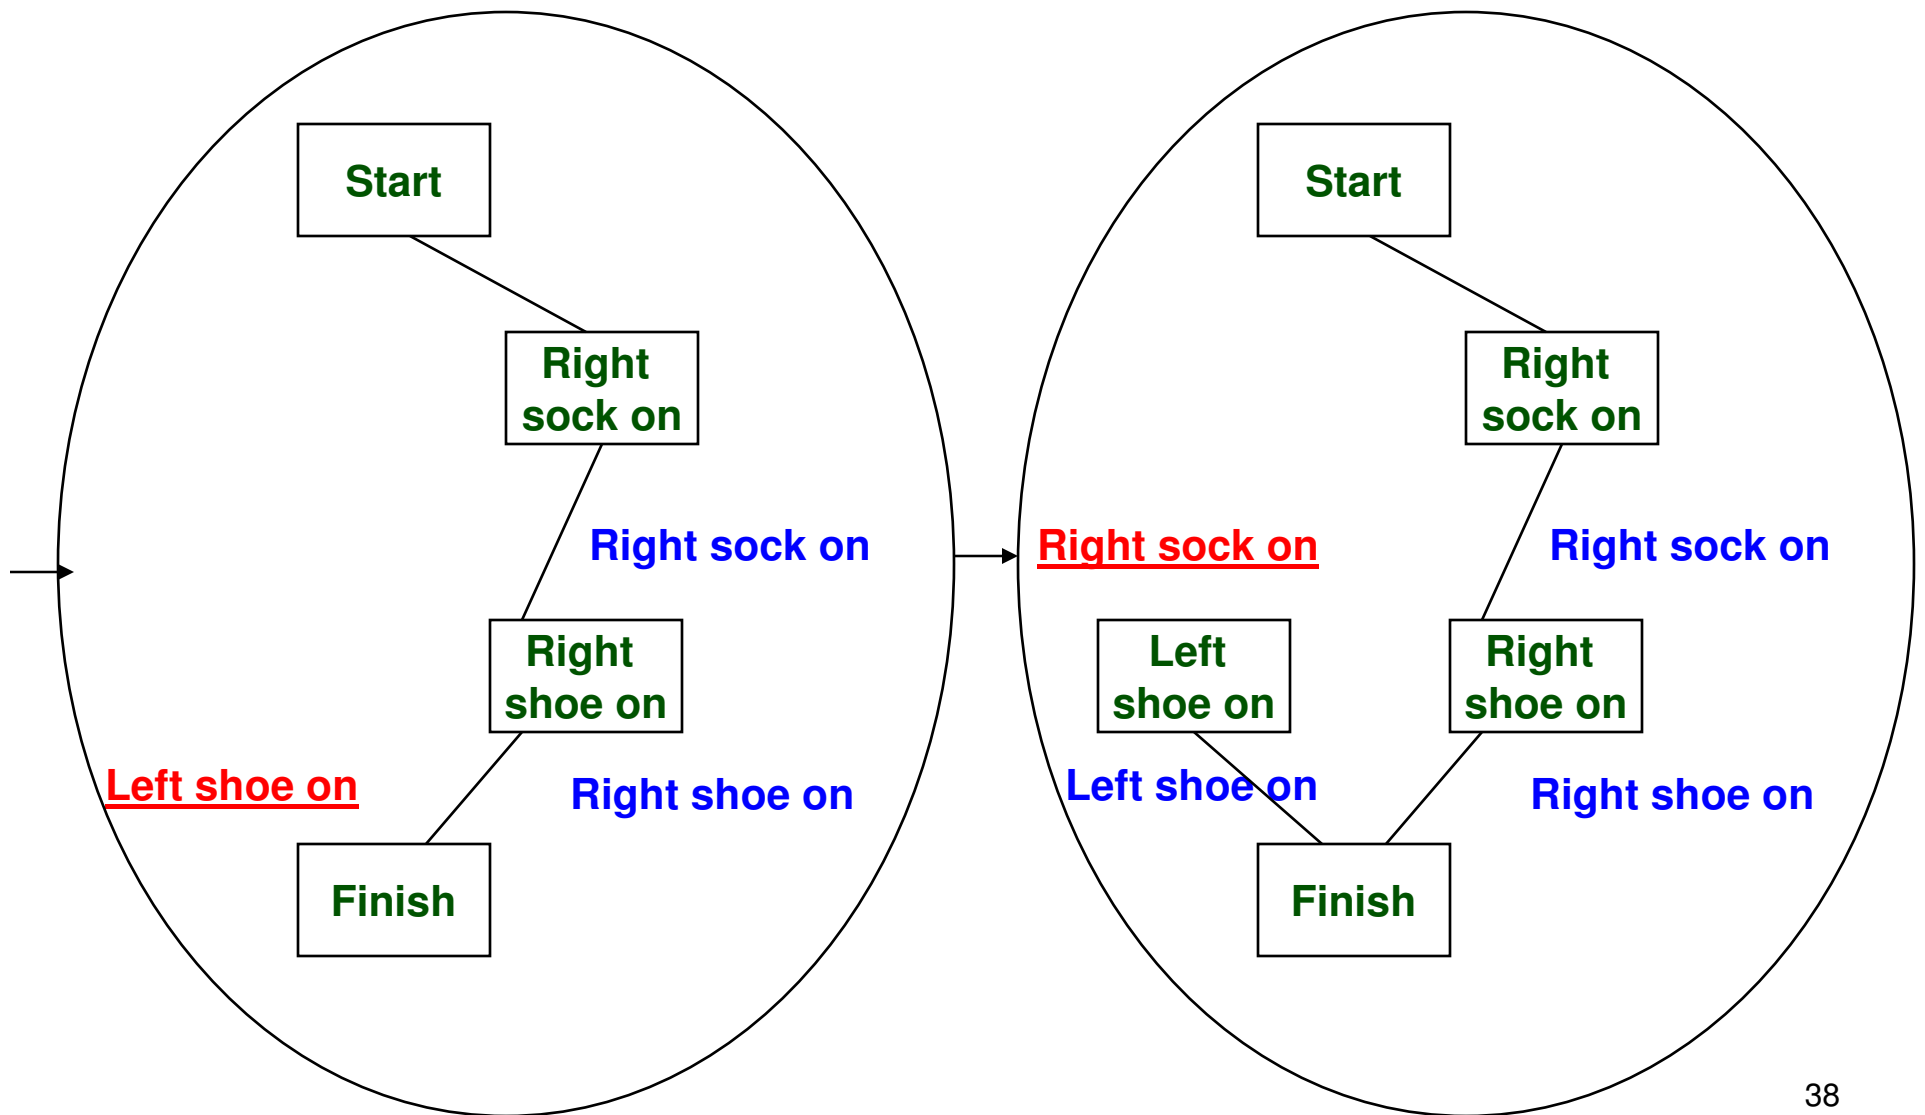 Start
Right
sock on
Right sock on
Right
shoe on
Left shoe on
Right shoe on
Finish
Start
Right
sock on
Right sock on
Right sock on
Left
shoe on
Right
shoe on
Left shoe on
Right shoe on
Finish
38